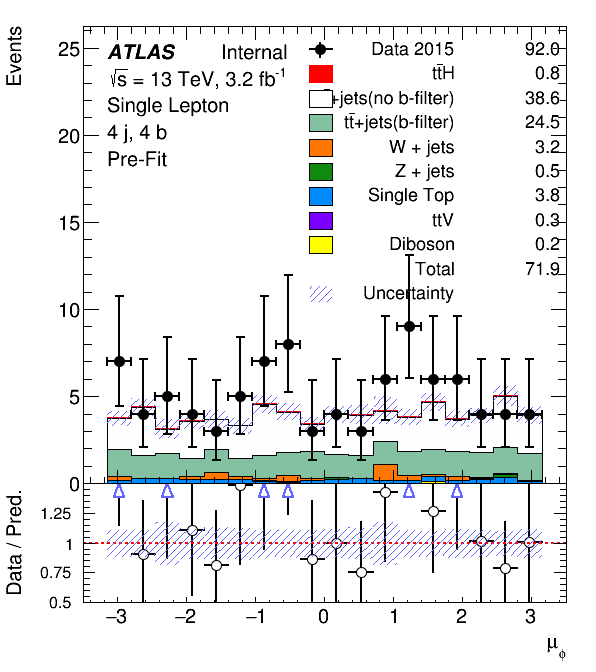 Events
25
20
15
10
5
0
ATLAS Internal
√s = 13 TeV, 3.2 fb⁻¹
Single Lepton
4 j, 4 b
Pre-Fit
Data 2015 92.0
tt̄H 0.8
+jets(no b-filter) 38.6
tt̄+jets(b-filter) 24.5
W + jets 3.2
Z + jets 0.5
Single Top 3.8
ttV 0.3
Diboson 0.2
Total 71.9
Uncertainty
Data / Pred.
1.25
1
0.75
0.5
−3 −2 −1 0 1 2 3
μ_ϕ